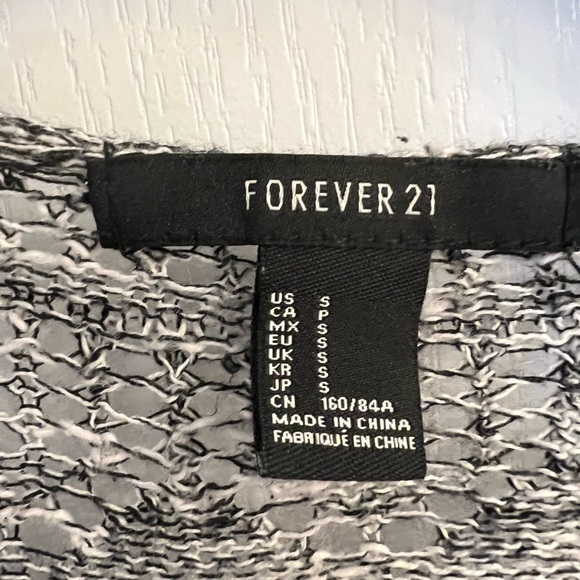 FOREVER 21
US S
CA P
MX S
EU S
UK S
KR S
JP S
CN 160/84A
MADE IN CHINA
FABRIQUÉ EN CHINE